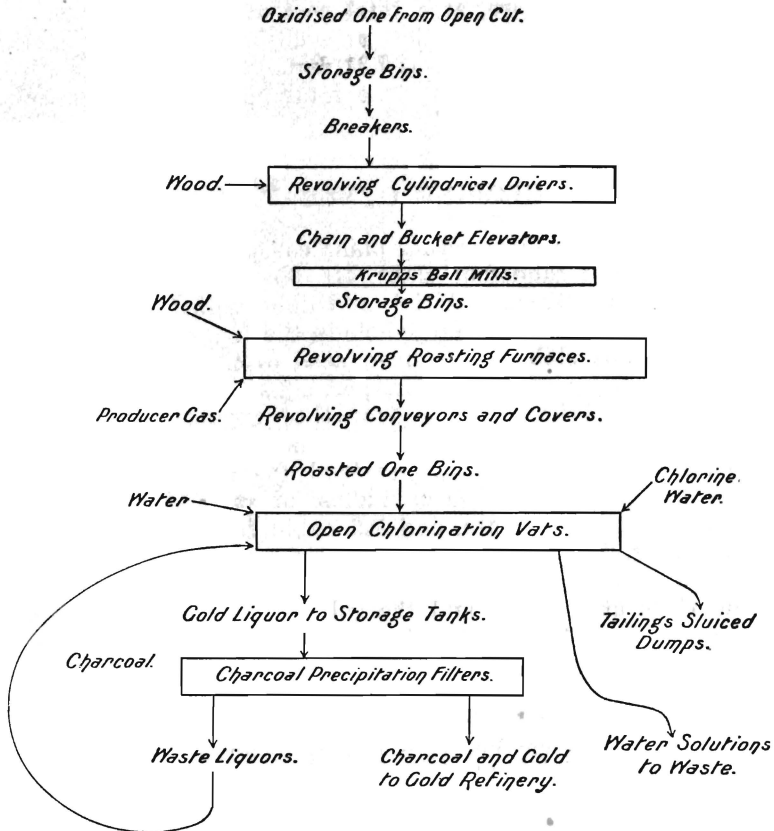 Oxidised Ore from Open Cut.
Storage Bins.
Breakers.
Wood.
Revolving Cylindrical Driers.
Chain and Bucket Elevators.
Krupps Ball Mills.
Wood.
Storage Bins.
Revolving Roasting Furnaces.
Producer Gas.
Revolving Conveyors and Covers.
Roasted Ore Bins.
Chlorine
Water.
Water
Open Chlorination Vats.
Gold Liquor to Storage Tanks.
Tailings Sluiced
Dumps.
Charcoal.
Charcoal Precipitation Filters.
Waste Liquors.
Charcoal and Gold
to Gold Refinery.
Water Solutions
to Waste.